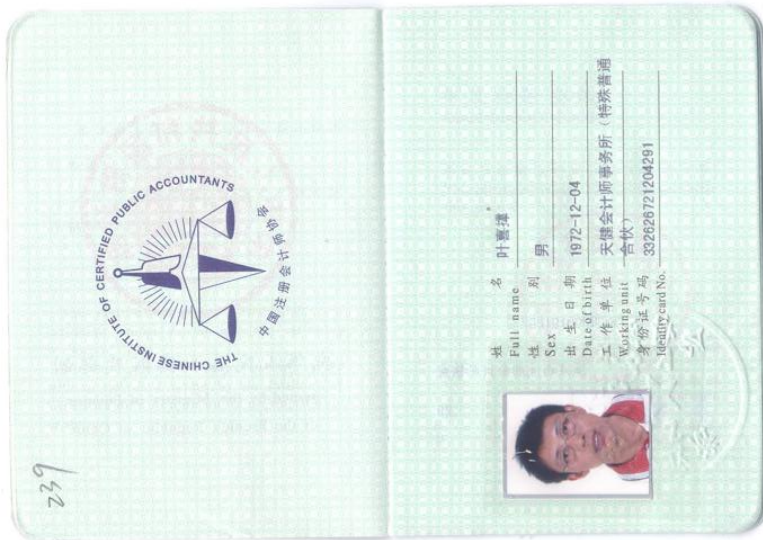 239
THE CHINESE INSTITUTE OF CERTIFIED PUBLIC ACCOUNTANTS
中国注册会计师协会
姓 名 叶喜撑
Full name
性 别 男
Sex
出 生 日 期 1972-12-04
Date of birth
工 作 单 位 天健会计师事务所（特殊普通
Working unit 合伙）
身份证号码 332626721204291
Identity card No.